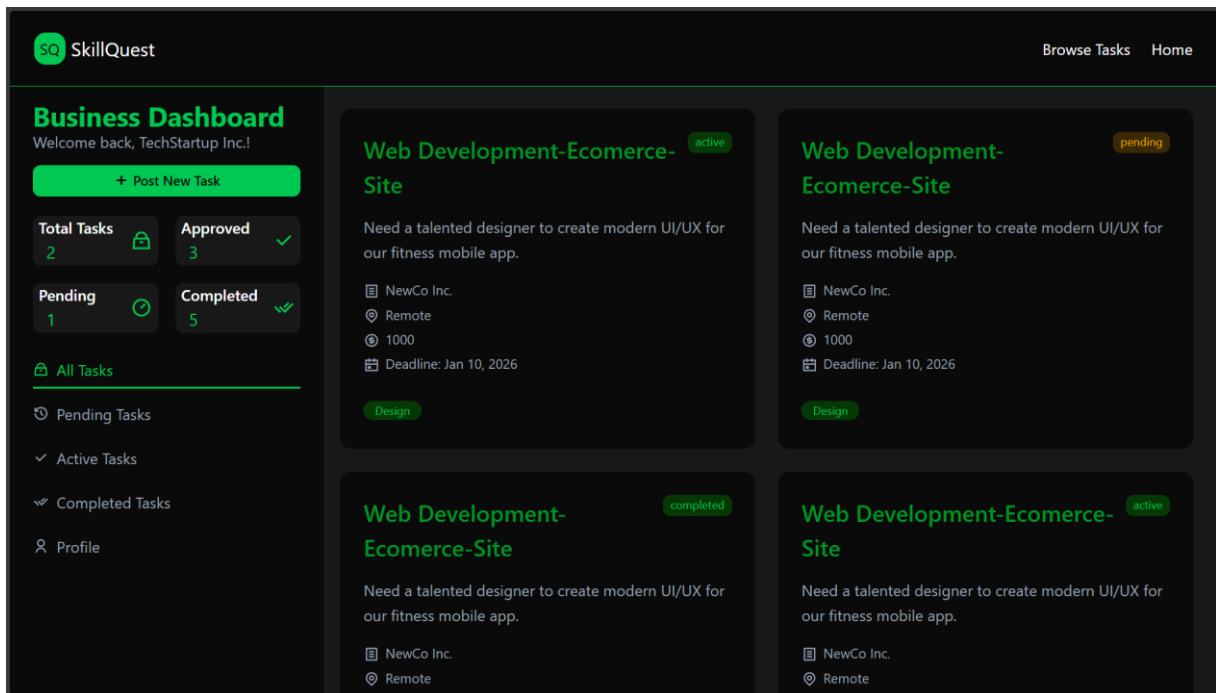 SQ SkillQuest
Browse Tasks Home
Business Dashboard
Welcome back, TechStartup Inc.!
+ Post New Task
Total Tasks
2
Approved
3
Pending
1
Completed
5
All Tasks
Pending Tasks
Active Tasks
Completed Tasks
Profile
Web Development-Ecomerce-
Site
active
Need a talented designer to create modern UI/UX for
our fitness mobile app.
NewCo Inc.
Remote
1000
Deadline: Jan 10, 2026
Design
Web Development-
Ecomerce-Site
pending
Need a talented designer to create modern UI/UX for
our fitness mobile app.
NewCo Inc.
Remote
1000
Deadline: Jan 10, 2026
Design
Web Development-
Ecomerce-Site
completed
Need a talented designer to create modern UI/UX for
our fitness mobile app.
NewCo Inc.
Remote
Web Development-Ecomerce-
Site
active
Need a talented designer to create modern UI/UX for
our fitness mobile app.
NewCo Inc.
Remote